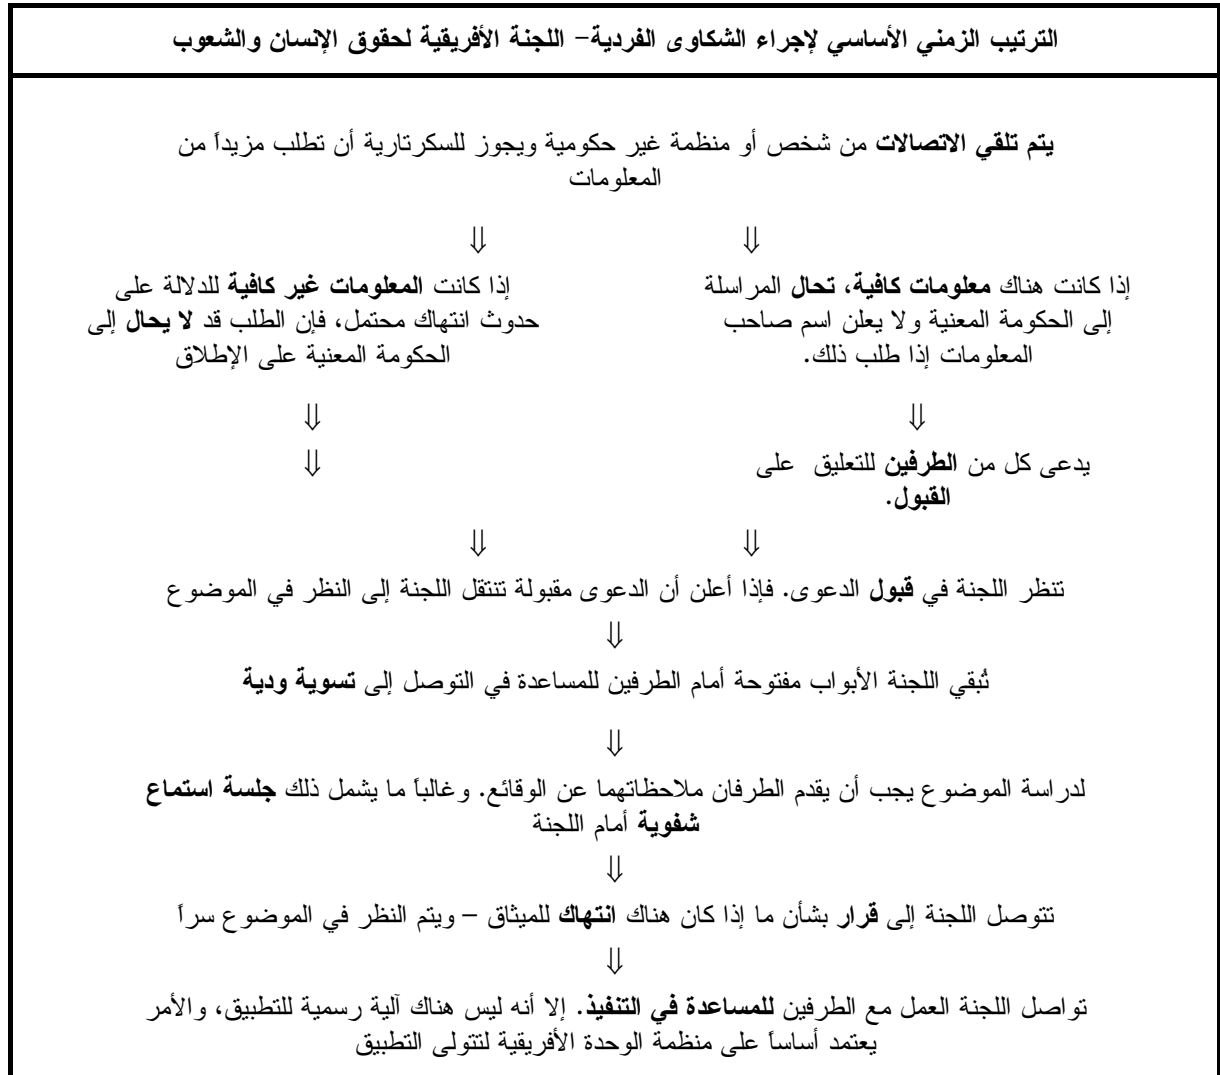 الترتيب الزمني الأساسي لإجراء الشكاوى الفردية– اللجنة الأفريقية لحقوق الإنسان والشعوب
يتم تلقي الاتصالات من شخص أو منظمة غير حكومية ويجوز للسكرتارية أن تطلب مزيداً من
المعلومات
⇓ ⇓
إذا كانت هناك معلومات كافية، تحال المراسلة
إلى الحكومة المعنية ولا يعلن اسم صاحب
المعلومات إذا طلب ذلك.
إذا كانت المعلومات غير كافية للدلالة على
حدوث انتهاك محتمل، فإن الطلب قد لا يحال إلى
الحكومة المعنية على الإطلاق
⇓ ⇓
يدعى كل من الطرفين للتعليق على
القبول.
⇓
⇓ ⇓
تنظر اللجنة في قبول الدعوى. فإذا أعلن أن الدعوى مقبولة تنتقل اللجنة إلى النظر في الموضوع
⇓
تُبقي اللجنة الأبواب مفتوحة أمام الطرفين للمساعدة في التوصل إلى تسوية ودية
⇓
لدراسة الموضوع يجب أن يقدم الطرفان ملاحظاتهما عن الوقائع. وغالباً ما يشمل ذلك جلسة استماع
شفوية أمام اللجنة
⇓
تتوصل اللجنة إلى قرار بشأن ما إذا كان هناك انتهاك للميثاق – ويتم النظر في الموضوع سراً
⇓
تواصل اللجنة العمل مع الطرفين للمساعدة في التنفيذ. إلا أنه ليس هناك آلية رسمية للتطبيق، والأمر
يعتمد أساساً على منظمة الوحدة الأفريقية لتتولى التطبيق